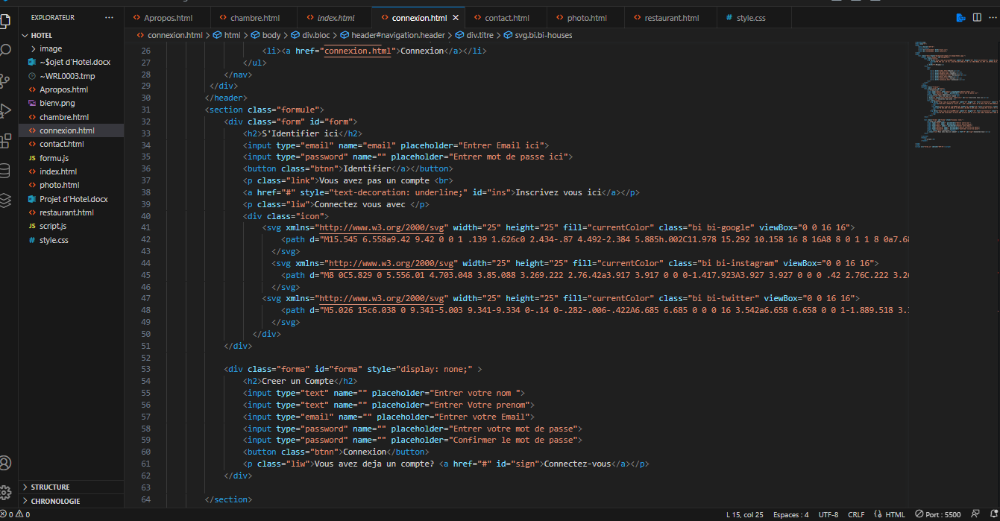 EXPLORATEUR
HOTEL
image
~$ojet d'Hotel.docx
~WRL0003.tmp
Apropos.html
bienv.png
chambre.html
connexion.html
contact.html
formu.js
index.html
photo.html
Projet d'Hotel.docx
restaurant.html
script.js
style.css
STRUCTURE
CHRONOLOGIE
Apropos.html chambre.html index.html connexion.html contact.html photo.html restaurant.html style.css
connexion.html > html > body > div.bloc > header#navigation.header > div.titre > svg.bi.bi-houses
26 <li><a href="connexion.html">Connexion</a></li>
27 </ul>
28 </nav>
29 </div>
30 </header>
31 <section class="formule">
32 <div class="form" id="form">
33 <h2>S'Identifier ici</h2>
34 <input type="email" name="email" placeholder="Entrer Email ici">
35 <input type="password" name="" placeholder="Entrer mot de passe ici">
36 <button class="btnn">Identifier</a></button>
37 <p class="link">Vous avez pas un compte <br>
38 <a href="#" style="text-decoration: underline;" id="ins">Inscrivez vous ici</a></p>
39 <p class="liw">Connectez vous avec </p>
40 <div class="icon">
41 <svg xmlns="http://www.w3.org/2000/svg" width="25" height="25" fill="currentColor" class="bi bi-google" viewBox="0 0 16 16">
42 <path d="M15.545 6.558a9.42 9.42 0 0 1 .139 1.626c0 2.434-.87 4.492-2.384 5.885h.002C11.978 15.292 10.158 16 8 16A8 8 0 1 1 8 0a7.68
43 </svg>
44 <svg xmlns="http://www.w3.org/2000/svg" width="25" height="25" fill="currentColor" class="bi bi-instagram" viewBox="0 0 16 16">
45 <path d="M8 0C5.829 0 5.556.01 4.703.048 3.85.088 3.269.222 2.76.42a3.917 3.917 0 0 0-1.417.923A3.927 3.927 0 0 0 .42 2.76C.222 3.26
46 </svg>
47 <svg xmlns="http://www.w3.org/2000/svg" width="25" height="25" fill="currentColor" class="bi bi-twitter" viewBox="0 0 16 16">
48 <path d="M5.026 15c6.038 0 9.341-5.003 9.341-9.334 0-.14 0-.282-.006-.422A6.685 6.685 0 0 0 16 3.542a6.658 6.658 0 0 1-1.889.518 3.
49 </svg>
50 </div>
51 </div>
52
53 <div class="forma" id="forma" style="display: none;" >
54 <h2>Creer un Compte</h2>
55 <input type="text" name="" placeholder="Entrer votre nom ">
56 <input type="text" name="" placeholder="Entrer Votre prenom">
57 <input type="email" name="" placeholder="Entrer votre Email">
58 <input type="password" name="" placeholder="Entrer votre mot de passe">
59 <input type="password" name="" placeholder="Confirmer le mot de passe">
60 <button class="btnn">Connexion</button>
61 <p class="liw">Vous avez deja un compte? <a href="#" id="sign">Connectez-vous</a></p>
62 </div>
63
64 </section>
0 0 L 15, col 25 Espaces : 4 UTF-8 CRLF HTML Port : 5500